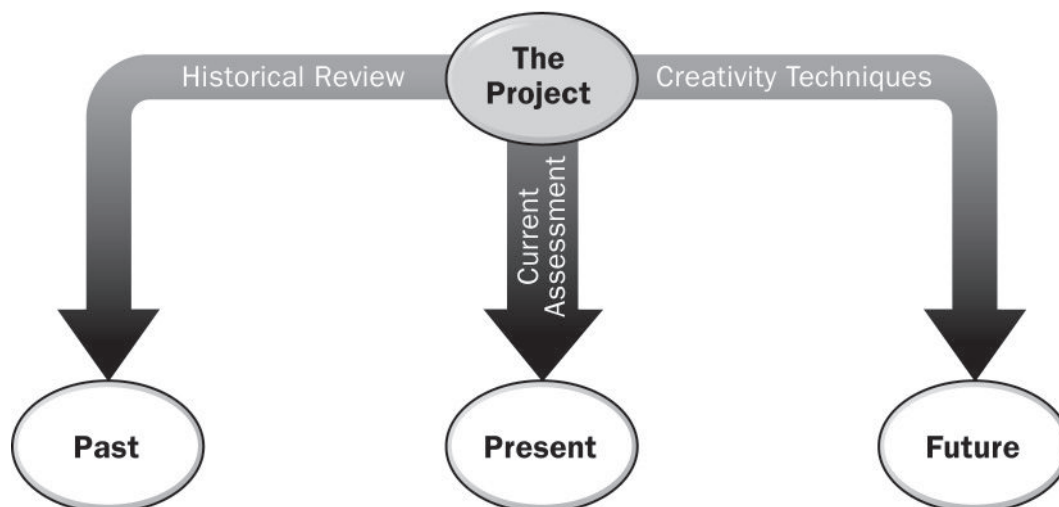 The
Project
Historical Review
Creativity Techniques
Current
Assessment
Past
Present
Future